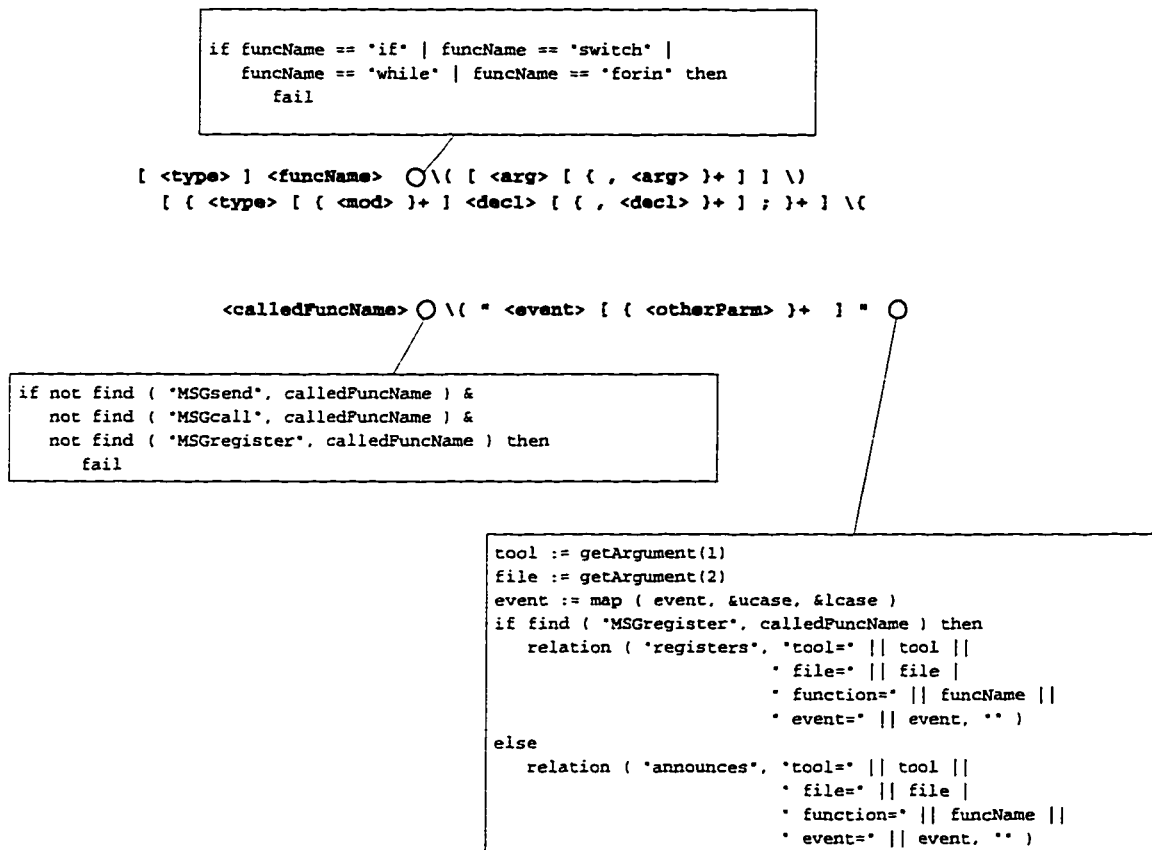 if funcName == "if" | funcName == "switch" |
funcName == "while" | funcName == "forin" then
fail
[ <type> ] <funcName> \( [ <arg> [ { , <arg> }+ ] ] \)
[ { <type> [ { <mod> }+ ] <decl> [ { , <decl> }+ ] ; }+ ] \{
<calledFuncName> \( " <event> [ { <otherParm> }+ ] "
if not find ( "MSGsend", calledFuncName ) &
not find ( "MSGcall", calledFuncName ) &
not find ( "MSGregister", calledFuncName ) then
fail
tool := getArgument(1)
file := getArgument(2)
event := map ( event, &ucase, &lcase )
if find ( "MSGregister", calledFuncName ) then
relation ( "registers", "tool=" || tool ||
" file=" || file |
" function=" || funcName ||
" event=" || event, "" )
else
relation ( "announces", "tool=" || tool ||
" file=" || file |
" function=" || funcName ||
" event=" || event, "" )